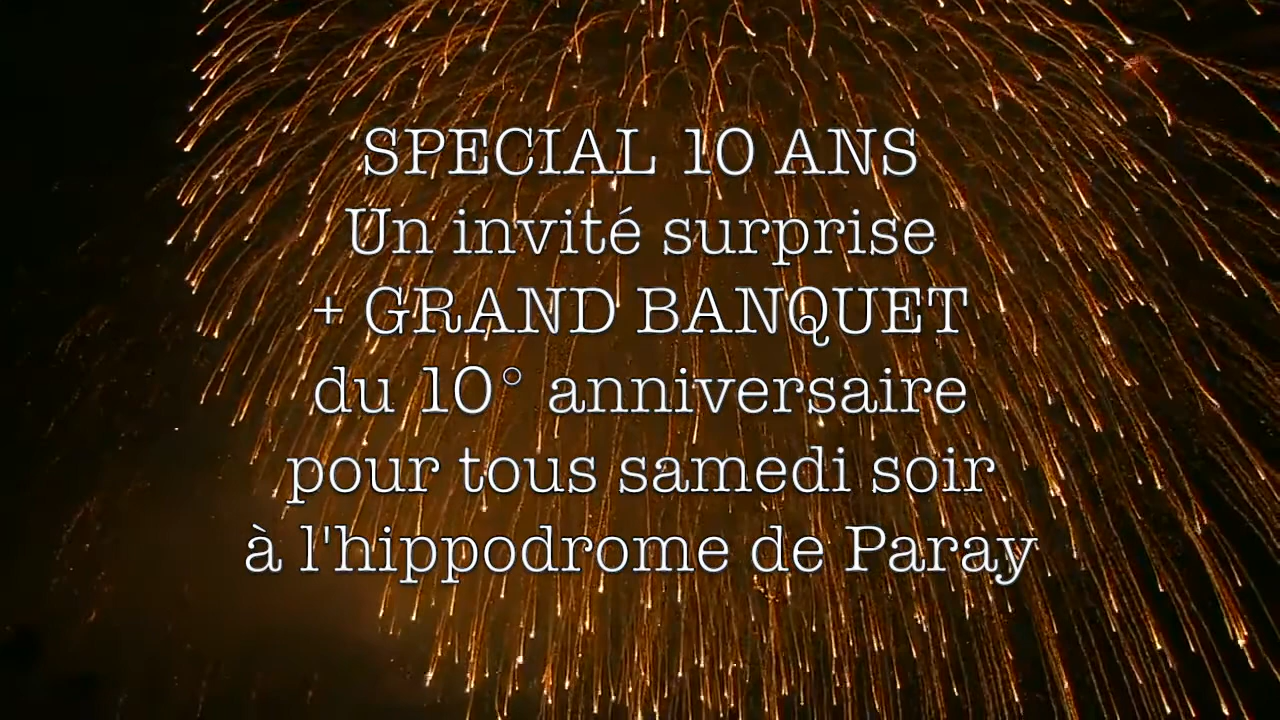 SPECIAL 10 ANS
Un invité surprise
+ GRAND BANQUET
du 10° anniversaire
pour tous samedi soir
à l'hippodrome de Paray